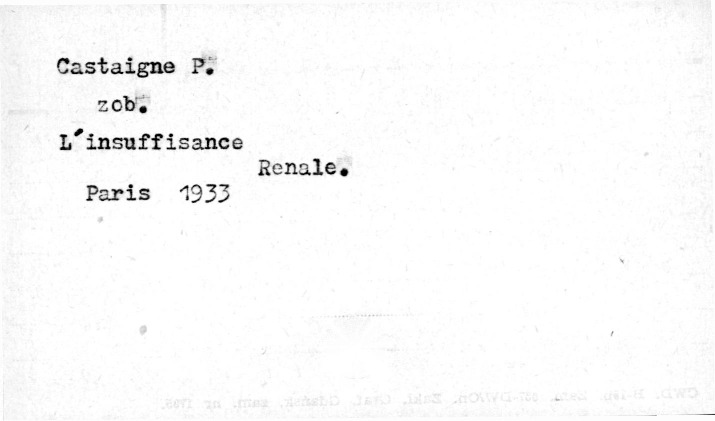 Castaigne P.
zob.
L'insuffisance
Renale.
Paris 1933